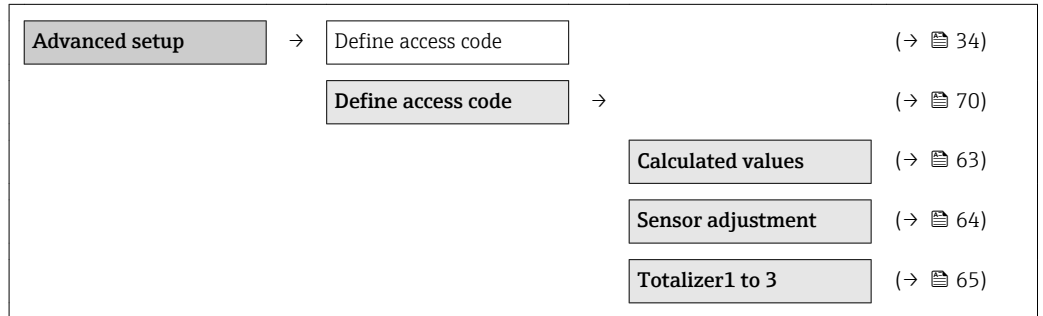 Advanced setup → Define access code (→ 34)
Define access code → (→ 70)
Calculated values (→ 63)
Sensor adjustment (→ 64)
Totalizer1 to 3 (→ 65)